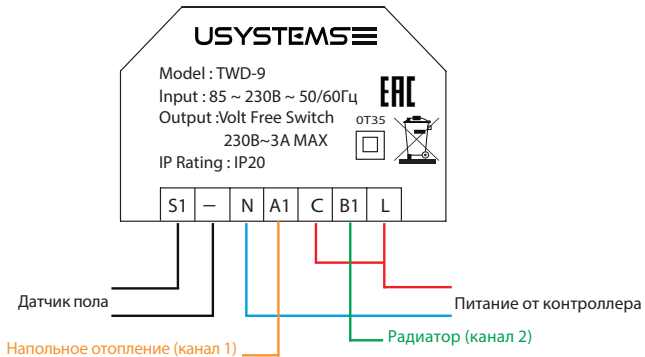 USYSTEMS
Model : TWD-9
Input : 85 ~ 230В ~ 50/60Гц
Output :Volt Free Switch
230В~3A MAX
IP Rating : IP20
EAC
OT35
S1 — N A1 C B1 L
Датчик пола
Питание от контроллера
Радиатор (канал 2)
Напольное отопление (канал 1)